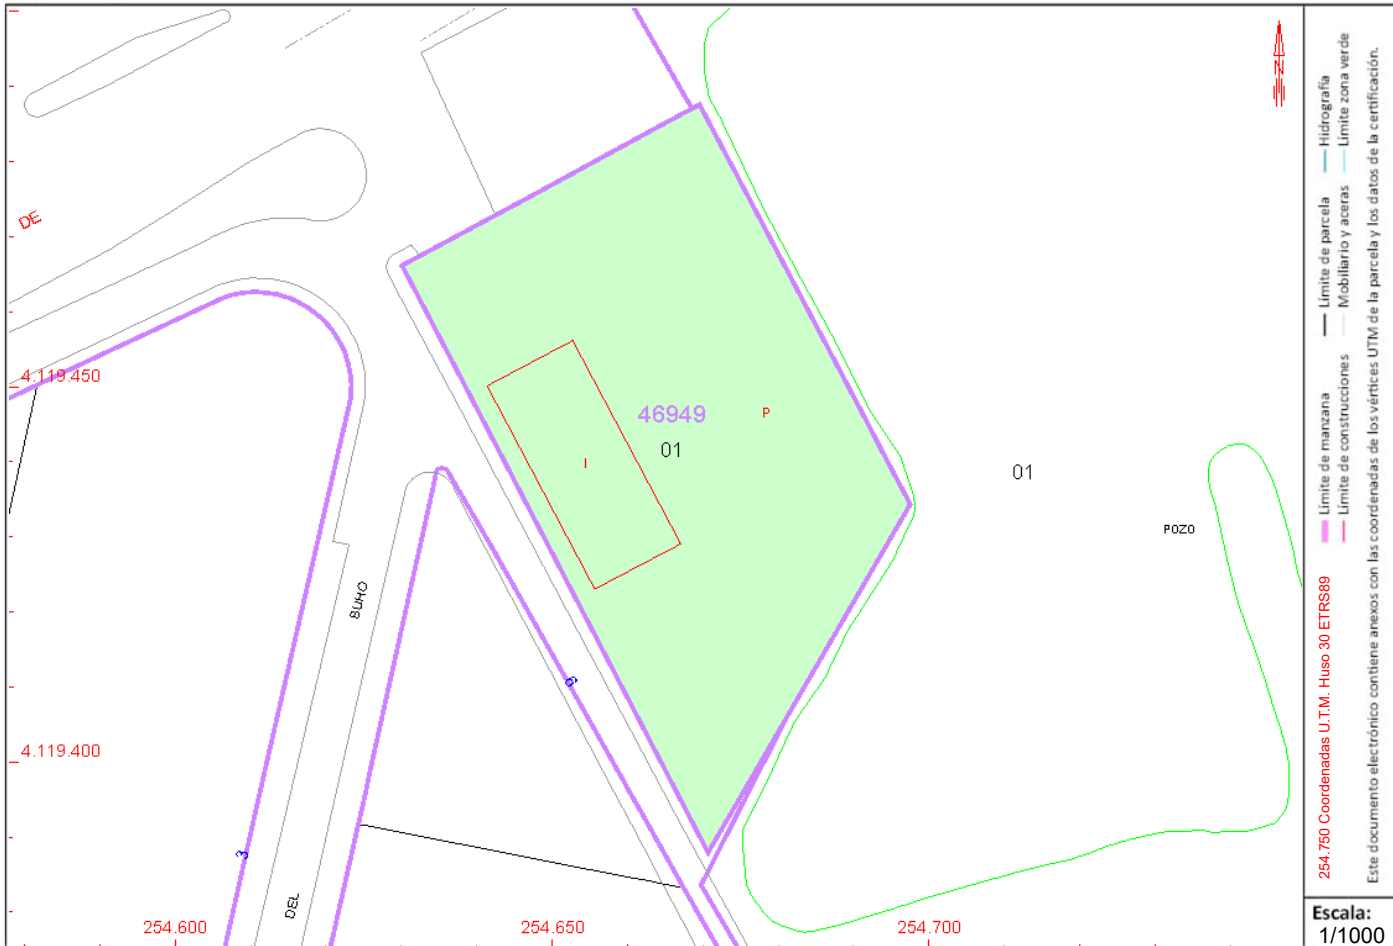 DE
N
4.119.450
46949
P
01
I
01
POZO
BUHO
9
4.119.400
3
DEL
254.600
254.650
254.700
Límite de manzana
Límite de parcela
Hidrografía
Límite de construcciones
Mobiliario y aceras
Límite zona verde
254.750 Coordenadas U.T.M. Huso 30 ETRS89
Este documento electrónico contiene anexos con las coordenadas de los vértices UTM de la parcela y los datos de la certificación.
Escala:
1/1000